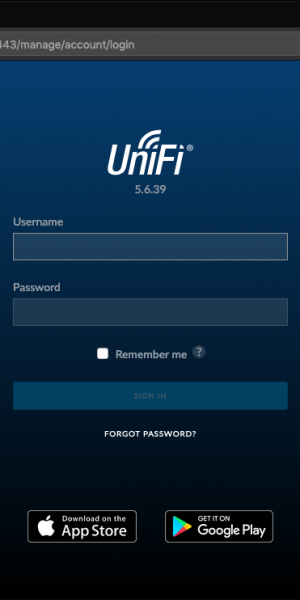 443/manage/account/login
UniFi®
5.6.39
Username
Password
Remember me ?
SIGN IN
FORGOT PASSWORD?
Download on the
App Store
GET IT ON
Google Play